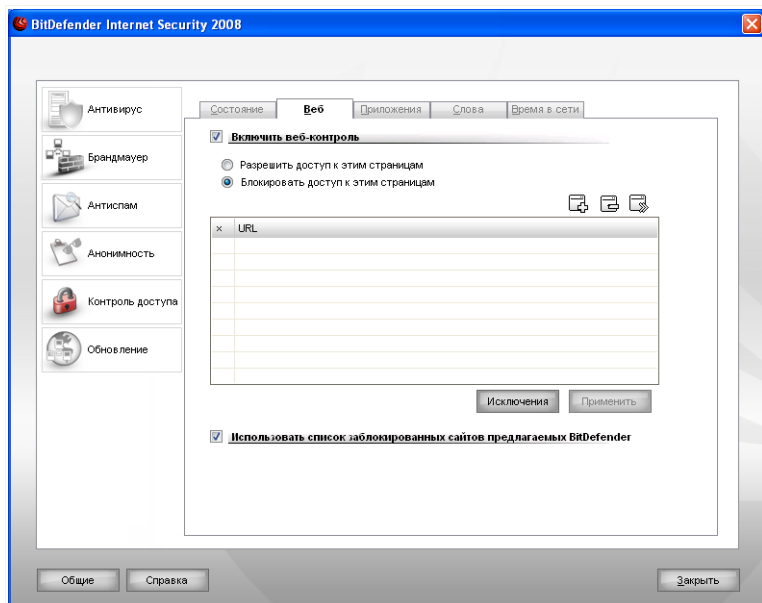 BitDefender Internet Security 2008
Антивирус
Брандмауер
Антиспам
Анонимность
Контроль доступа
Обновление
Состояние Веб Приложения Слова Время в сети
Включить веб-контроль
Разрешить доступ к этим страницам
Блокировать доступ к этим страницам
× URL
Исключения Применить
Использовать список заблокированных сайтов предлагаемых BitDefender
Общие Справка Закрыть